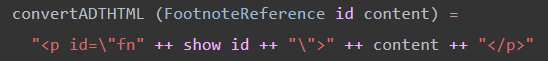 convertADTHTML (FootnoteReference id content) =
"<p id=\"fn" ++ show id ++ "\">" ++ content ++ "</p>"